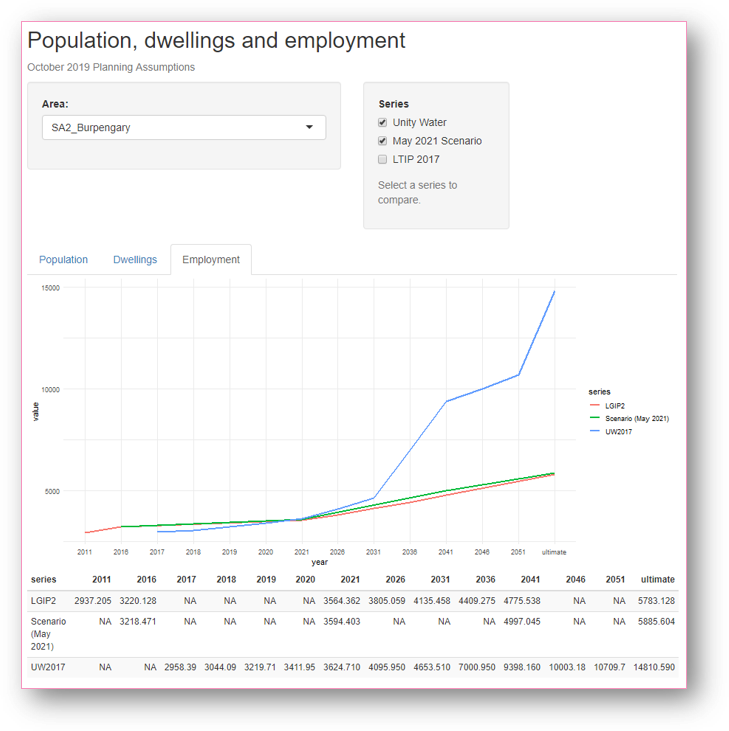 Population, dwellings and employment
October 2019 Planning Assumptions
Area:
SA2_Burpengary
Series
Unity Water
May 2021 Scenario
LTIP 2017
Select a series to
compare.
Population Dwellings Employment
15000
10000
5000
value
2011 2016 2017 2018 2019 2020 2021 2026 2031 2036 2041 2046 2051 ultimate
year
series
LGIP2
Scenario (May 2021)
UW2017
series 2011 2016 2017 2018 2019 2020 2021 2026 2031 2036 2041 2046 2051 ultimate
LGIP2 2937.205 3220.128 NA NA NA NA 3564.362 3805.059 4135.458 4409.275 4775.538 NA NA 5783.128
Scenario NA 3218.471 NA NA NA NA 3594.403 NA NA NA 4997.045 NA NA 5885.604
(May
2021)
UW2017 NA NA 2958.39 3044.09 3219.71 3411.95 3624.710 4095.950 4653.510 7000.950 9398.160 10003.18 10709.7 14810.590